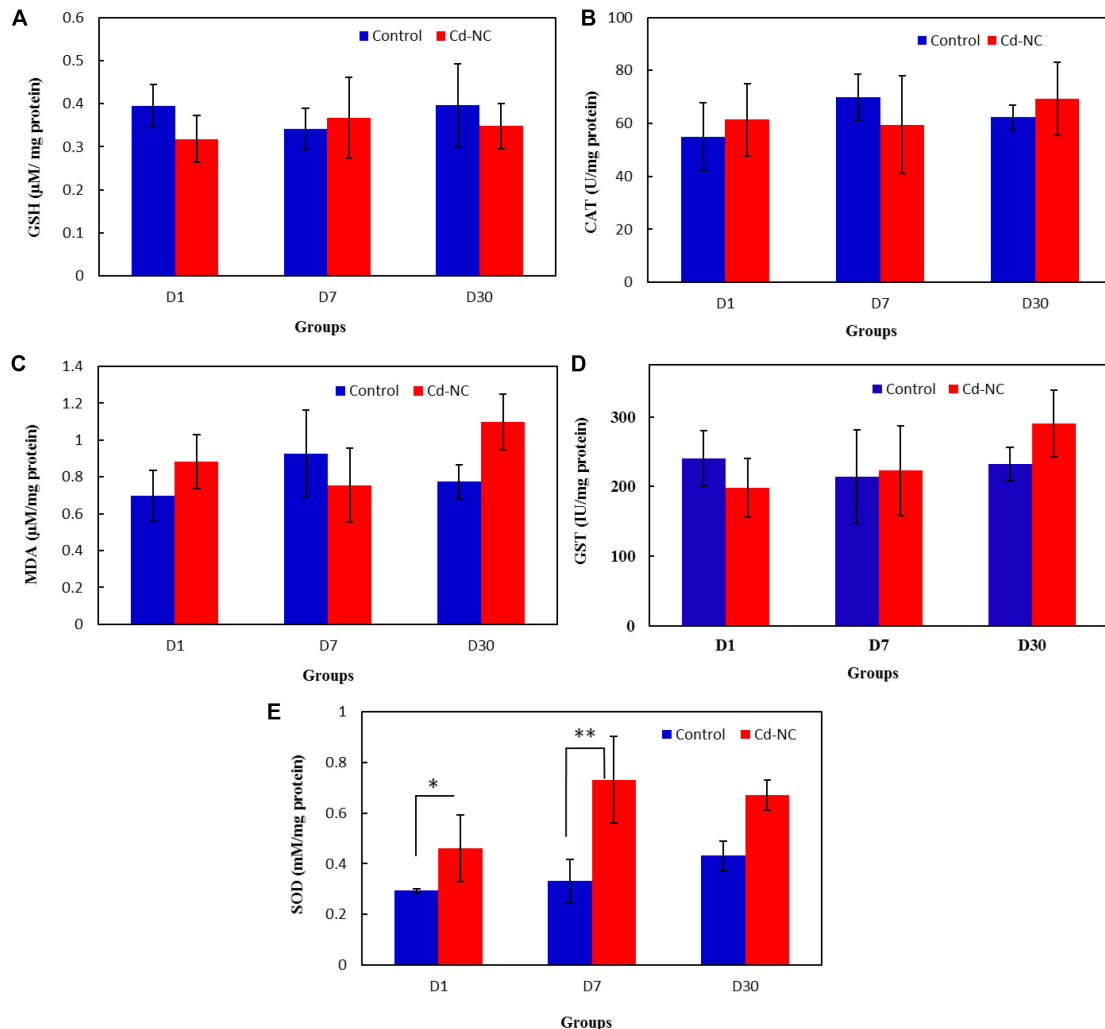 A
GSH (µM/ mg protein)
0.6
0.5
0.4
0.3
0.2
0.1
0
Control Cd-NC
D1 D7 D30
Groups
B
CAT (U/mg protein)
100
80
60
40
20
0
Control Cd-NC
D1 D7 D30
Groups
C
MDA (µM/mg protein)
1.4
1.2
1
0.8
0.6
0.4
0.2
0
Control Cd-NC
D1 D7 D30
Groups
D
GST (IU/mg protein)
300
200
100
0
Control Cd-NC
D1 D7 D30
Groups
E
SOD (mM/mg protein)
1
0.8
0.6
0.4
0.2
0
Control Cd-NC
*
**
D1 D7 D30
Groups